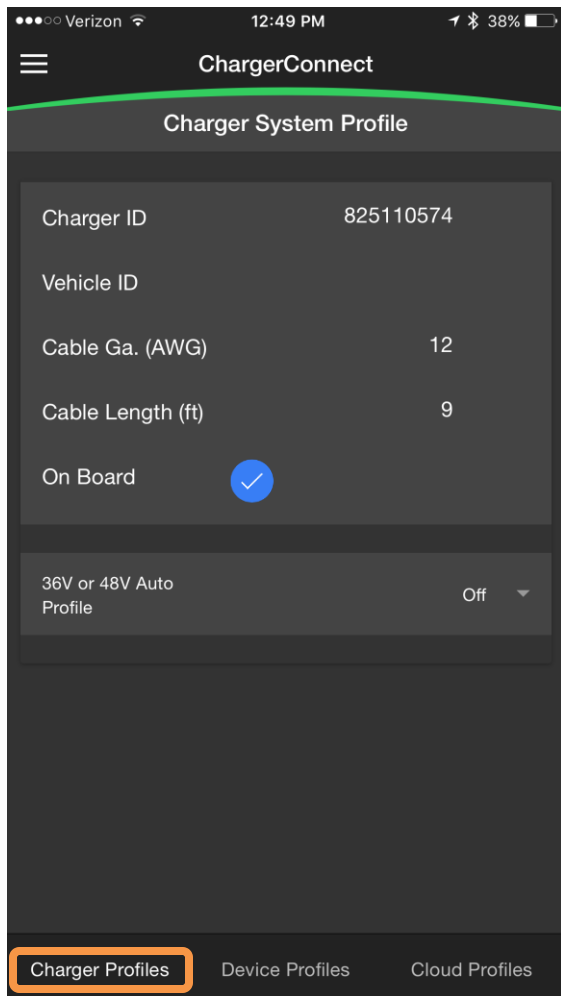 Verizon 12:49 PM 38%
ChargerConnect
Charger System Profile
Charger ID 825110574
Vehicle ID
Cable Ga. (AWG) 12
Cable Length (ft) 9
On Board
36V or 48V Auto
Profile
Off
Charger Profiles Device Profiles Cloud Profiles